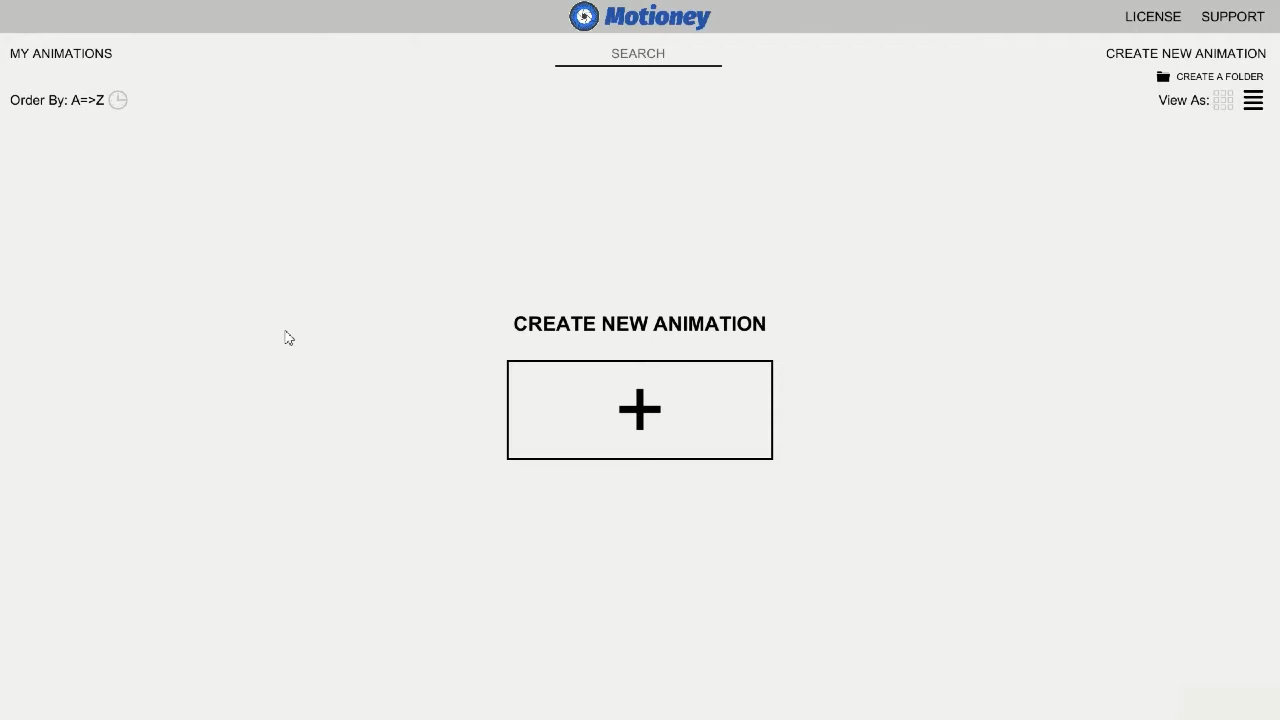 Motioney
LICENSE SUPPORT
MY ANIMATIONS
SEARCH
CREATE NEW ANIMATION
CREATE A FOLDER
Order By: A=>Z
View As:
CREATE NEW ANIMATION